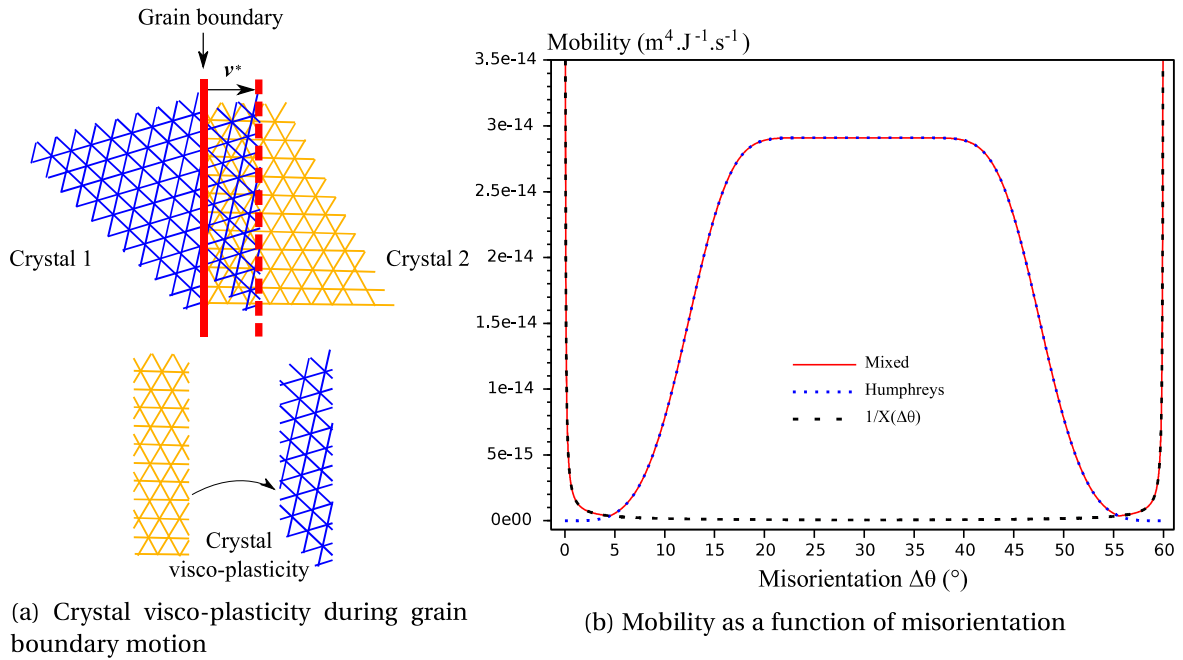 Grain boundary
v*
Crystal 1
Crystal 2
Crystal
visco-plasticity
(a) Crystal visco-plasticity during grain
boundary motion
Mobility (m⁴.J⁻¹.s⁻¹)
3.5e-14
3e-14
2.5e-14
2e-14
1.5e-14
1e-14
5e-15
0e00
Mixed
Humphreys
1/X(Δθ)
0 5 10 15 20 25 30 35 40 45 50 55 60
Misorientation Δθ (°)
(b) Mobility as a function of misorientation